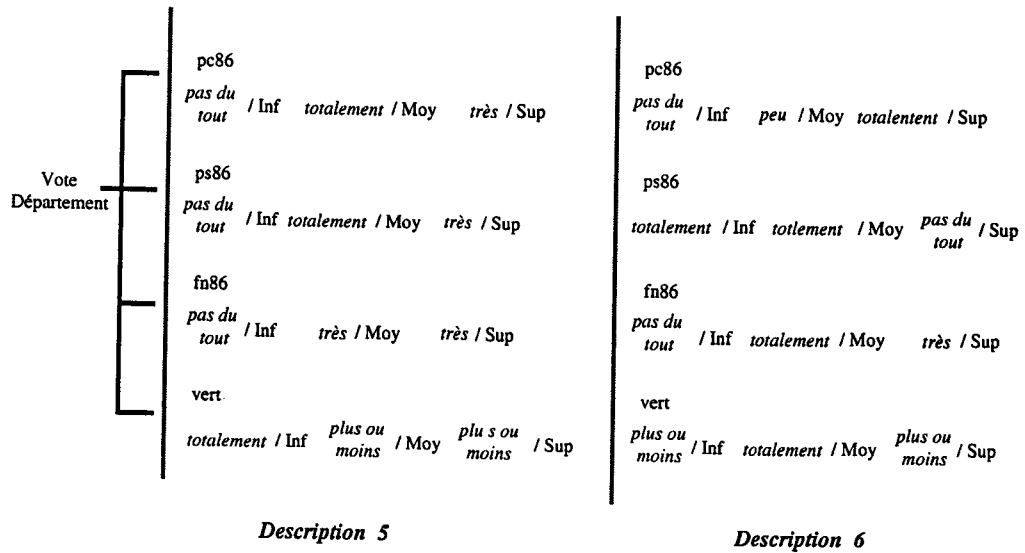 Vote
Département
pc86
pas du
tout / Inf totalement / Moy très / Sup
ps86
pas du
tout / Inf totalement / Moy très / Sup
fn86
pas du
tout / Inf très / Moy très / Sup
vert
totalement / Inf plus ou
moins / Moy plu s ou
moins / Sup
Description 5
pc86
pas du
tout / Inf peu / Moy totalentent / Sup
ps86
totalement / Inf totlement / Moy pas du
tout / Sup
fn86
pas du
tout / Inf totalement / Moy très / Sup
vert
plus ou
moins / Inf totalement / Moy plus ou
moins / Sup
Description 6